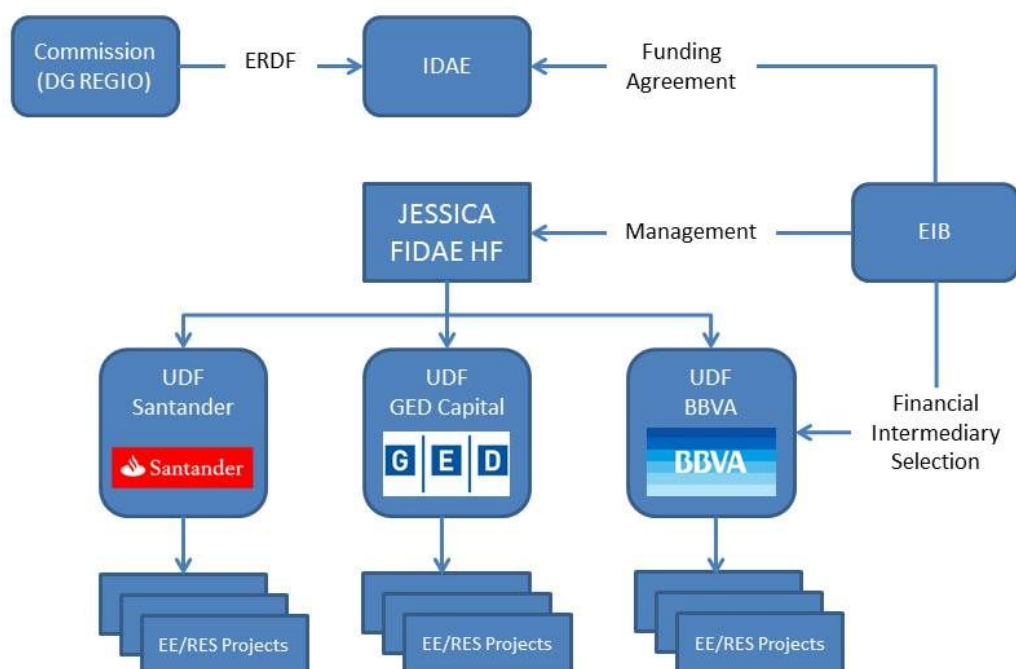 Commission
(DG REGIO)
ERDF
IDAE
Funding
Agreement
JESSICA
FIDAE HF
Management
EIB
UDF
Santander
Santander
UDF
GED Capital
G E D
UDF
BBVA
BBVA
Financial
Intermediary
Selection
EE/RES Projects
EE/RES Projects
EE/RES Projects